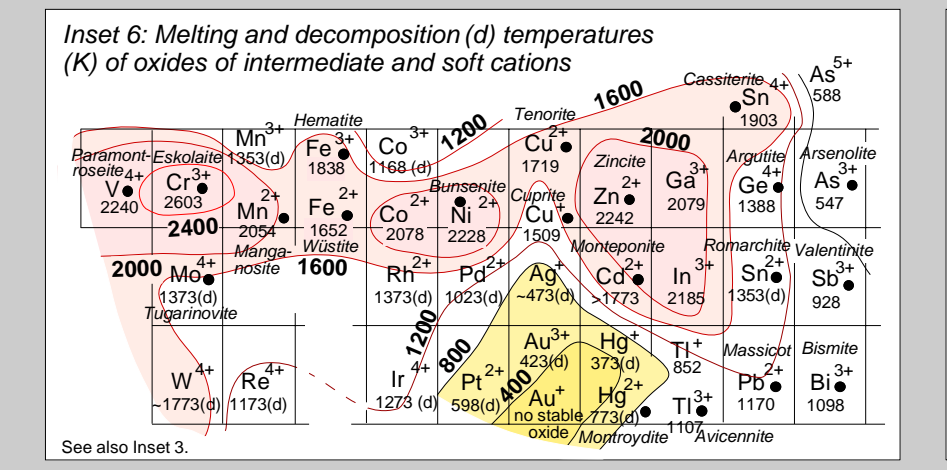 Inset 6: Melting and decomposition (d) temperatures
(K) of oxides of intermediate and soft cations
Cassiterite
Sn4+
1903
As5+
588
1600
1200
2000
Hematite
Tenorite
Mn3+
1353(d)
Fe3+
1838
Co3+
1168 (d)
Cu2+
1719
Paramont-
roseite
V4+
2240
Eskolaite
Cr3+
2603
2400
Mn2+
2054
Manga-
nosite
Fe2+
1652
Wüstite
Co2+
2078
Bunsenite
Ni2+
2228
Cuprite
Cu+
1509
Zincite
Zn2+
2242
Ga3+
2079
Argutite
Ge4+
1388
Arsenolite
As3+
547
2000
1600
Mo4+
1373(d)
Tugarinovite
Rh2+
1373(d)
Pd2+
1023(d)
Ag+
~473(d)
Monteponite
Cd2+
>1773
In3+
2185
Romarchite
Sn2+
1353(d)
Valentinite
Sb3+
928
1200
800
400
W4+
~1773(d)
Re4+
1173(d)
Ir4+
1273 (d)
Pt2+
598(d)
Au3+
423(d)
Au+
no stable
oxide
Hg+
373(d)
Hg2+
773(d)
Montroydite
Tl+
852
Tl3+
1107
Avicennite
Massicot
Pb2+
1170
Bismite
Bi3+
1098
See also Inset 3.